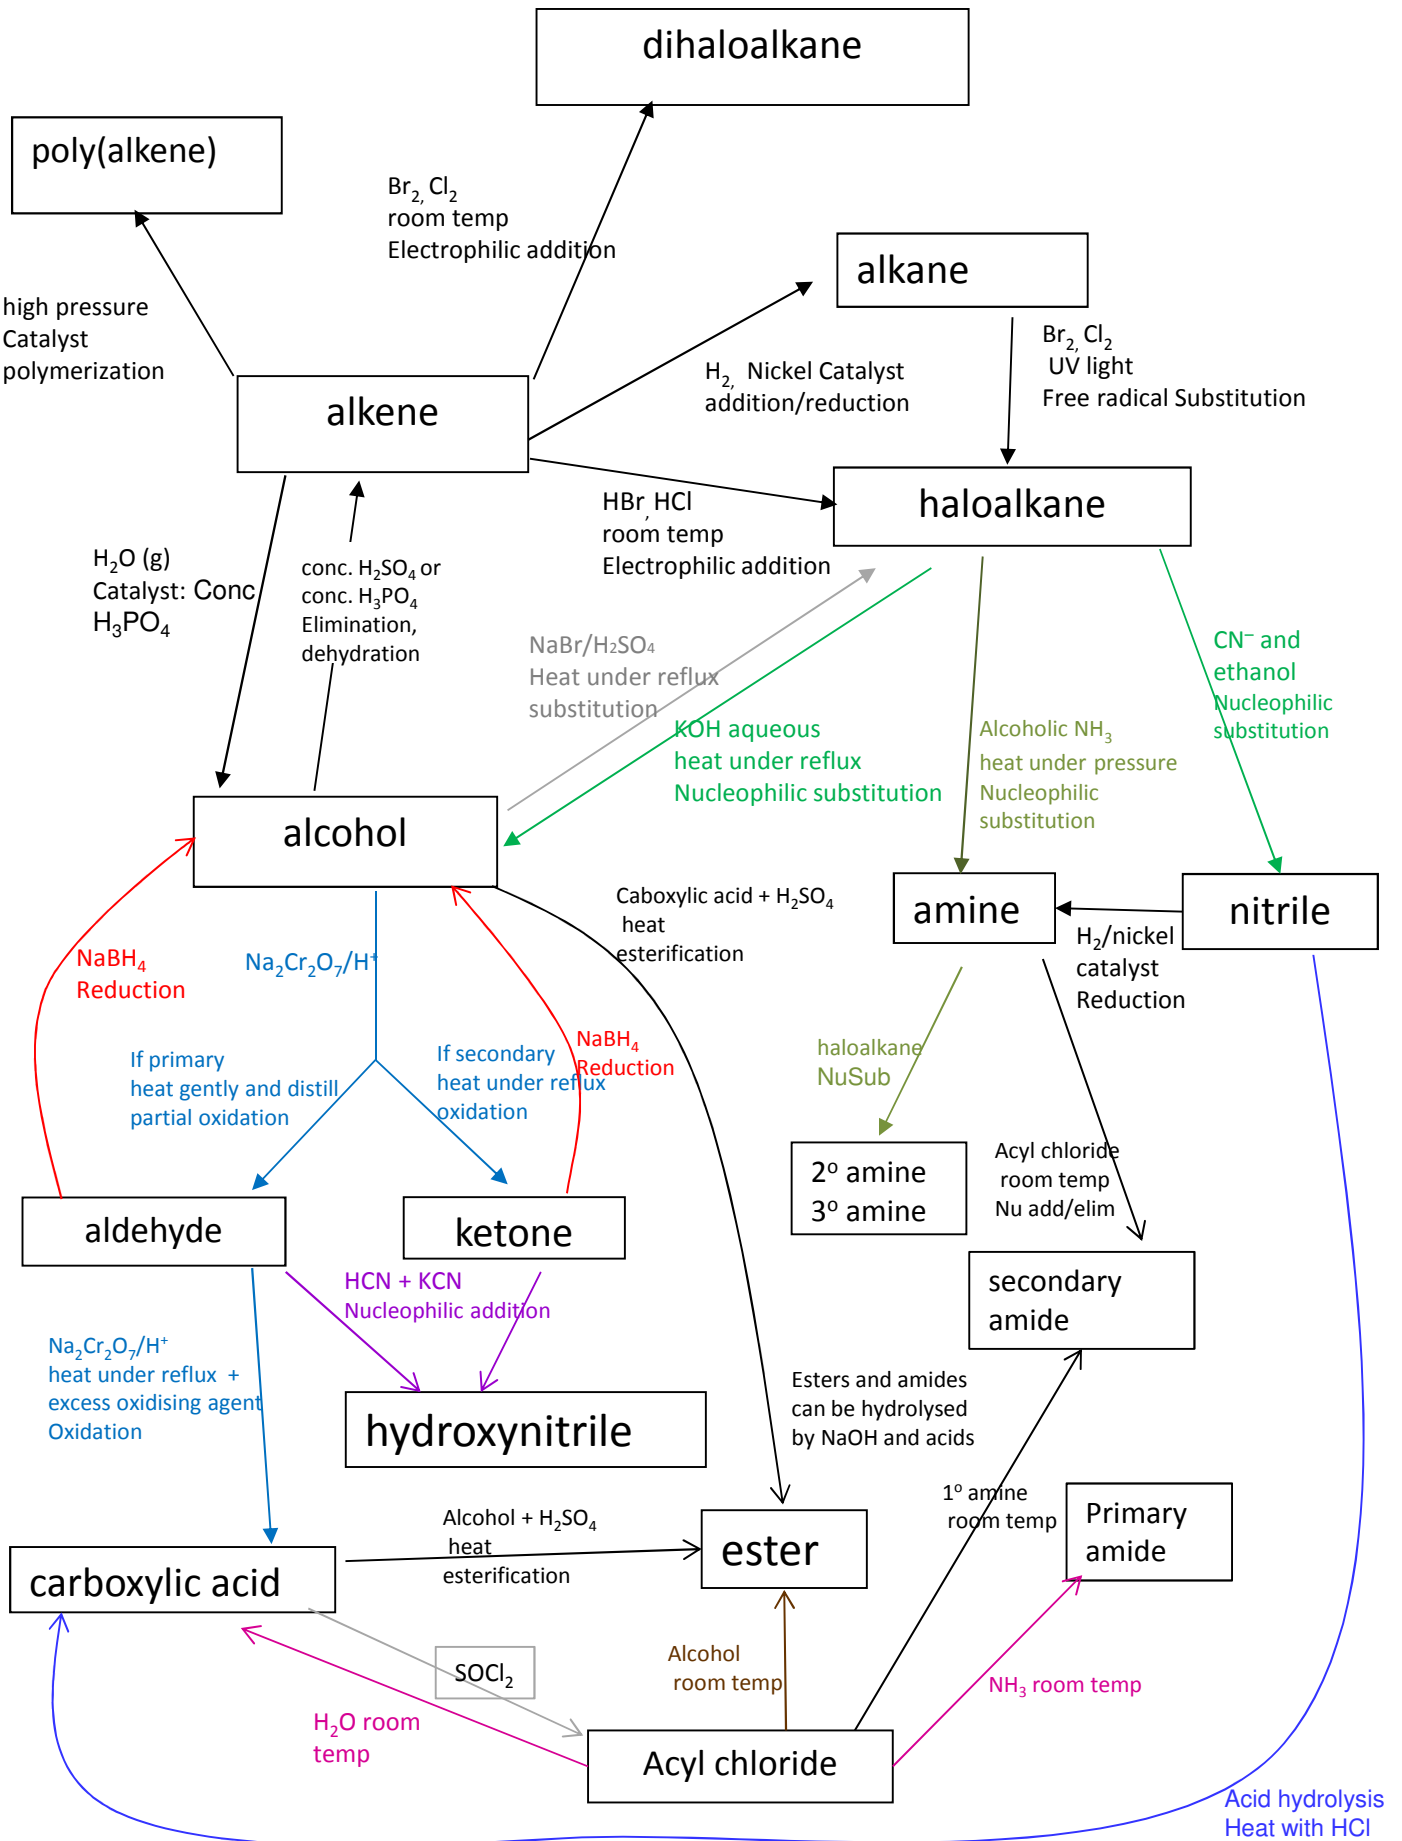 dihaloalkane
poly(alkene)
Br₂, Cl₂
room temp
Electrophilic addition
alkane
high pressure
Catalyst
polymerization
H₂, Nickel Catalyst
addition/reduction
Br₂, Cl₂
UV light
Free radical Substitution
alkene
haloalkane
HBr, HCl
room temp
Electrophilic addition
H₂O (g)
Catalyst: Conc
H₃PO₄
conc. H₂SO₄ or
conc. H₃PO₄
Elimination,
dehydration
NaBr/H₂SO₄
Heat under reflux
substitution
KOH aqueous
heat under reflux
Nucleophilic substitution
Alcoholic NH₃
heat under pressure
Nucleophilic
substitution
CN⁻ and
ethanol
Nucleophilic
substitution
alcohol
amine
nitrile
Caboxylic acid + H₂SO₄
heat
esterification
H₂/nickel
catalyst
Reduction
NaBH₄
Reduction
Na₂Cr₂O₇/H⁺
If primary
heat gently and distill
partial oxidation
If secondary
heat under reflux
oxidation
NaBH₄
Reduction
haloalkane
NuSub
2º amine
3º amine
Acyl chloride
room temp
Nu add/elim
aldehyde
ketone
HCN + KCN
Nucleophilic addition
secondary
amide
Na₂Cr₂O₇/H⁺
heat under reflux +
excess oxidising agent
Oxidation
hydroxynitrile
Esters and amides
can be hydrolysed
by NaOH and acids
1º amine
room temp
Primary
amide
Alcohol + H₂SO₄
heat
esterification
ester
carboxylic acid
SOCl₂
Alcohol
room temp
NH₃ room temp
H₂O room
temp
Acyl chloride
Acid hydrolysis
Heat with HCl